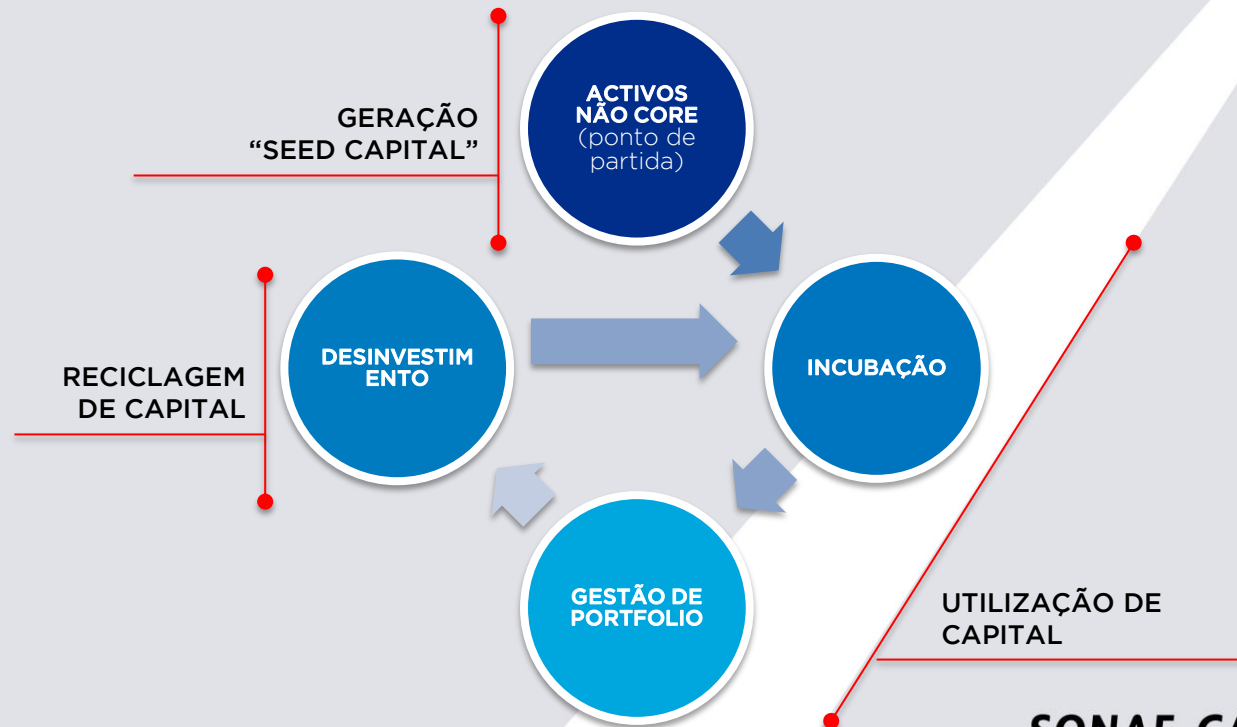 GERAÇÃO
“SEED CAPITAL”
ACTIVOS
NÃO CORE
(ponto de
partida)
RECICLAGEM
DE CAPITAL
DESINVESTIM
ENTO
INCUBAÇÃO
GESTÃO DE
PORTFOLIO
UTILIZAÇÃO DE
CAPITAL